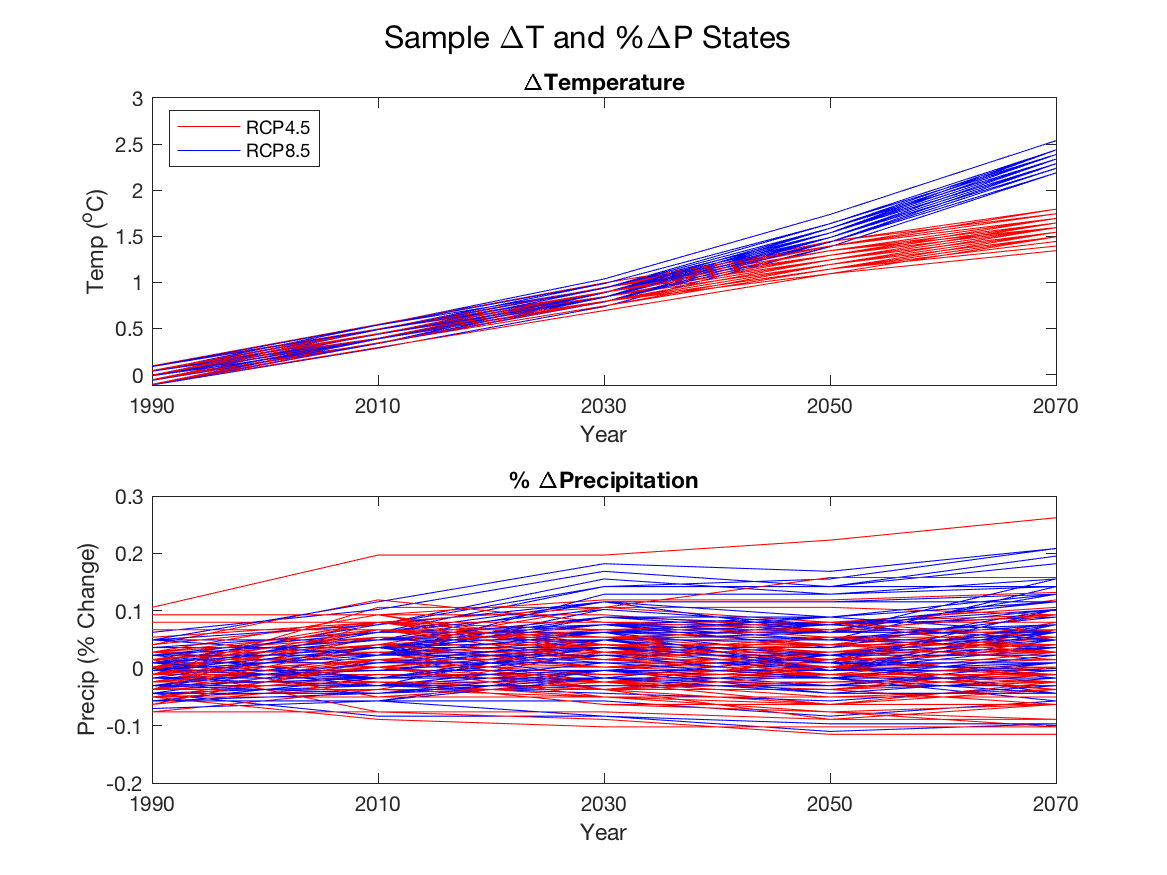 Sample ΔT and %ΔP States
ΔTemperature
3
2.5
2
1.5
1
0.5
0
Temp (°C)
RCP4.5
RCP8.5
1990 2010 2030 2050 2070
Year
% ΔPrecipitation
0.3
0.2
0.1
0
-0.1
-0.2
Precip (% Change)
1990 2010 2030 2050 2070
Year